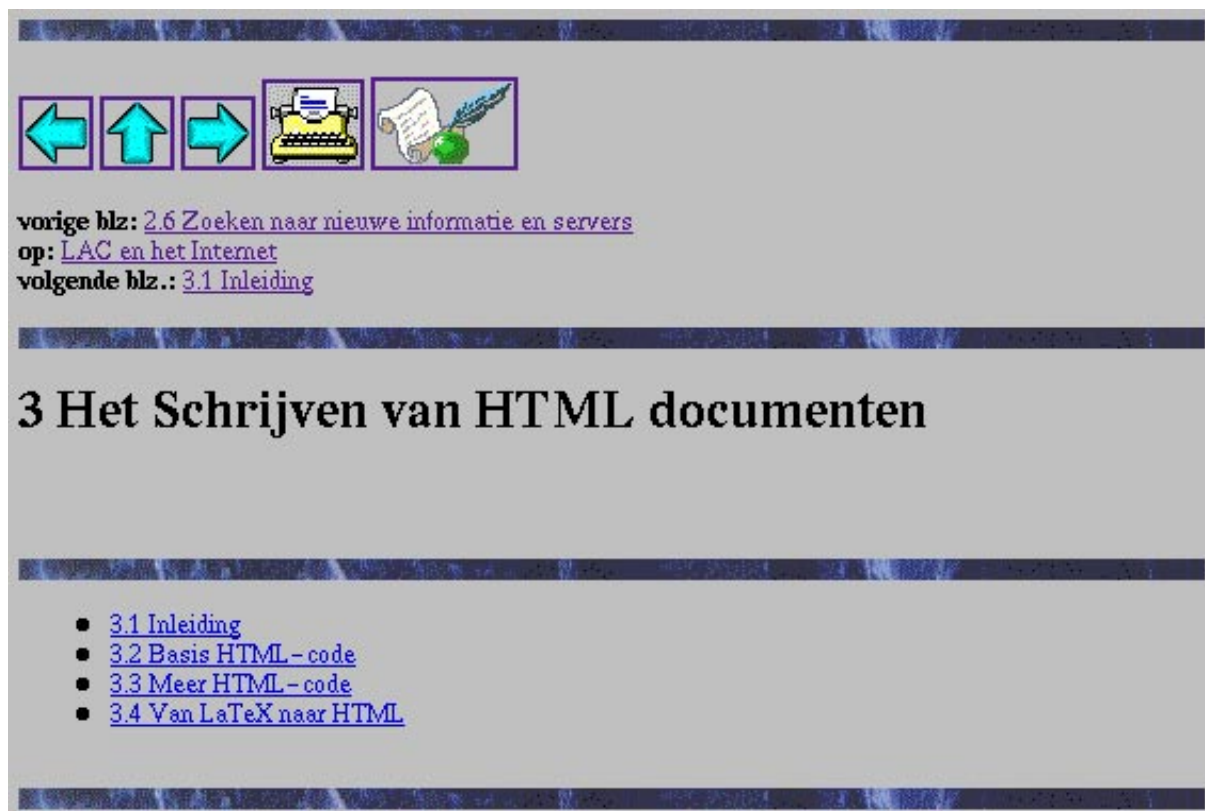 vorige blz: 2.6 Zoeken naar nieuwe informatie en servers
op: LAC en het Internet
volgende blz.: 3.1 Inleiding
3 Het Schrijven van HTML documenten
3.1 Inleiding
3.2 Basis HTML-code
3.3 Meer HTML-code
3.4 Van LaTeX naar HTML